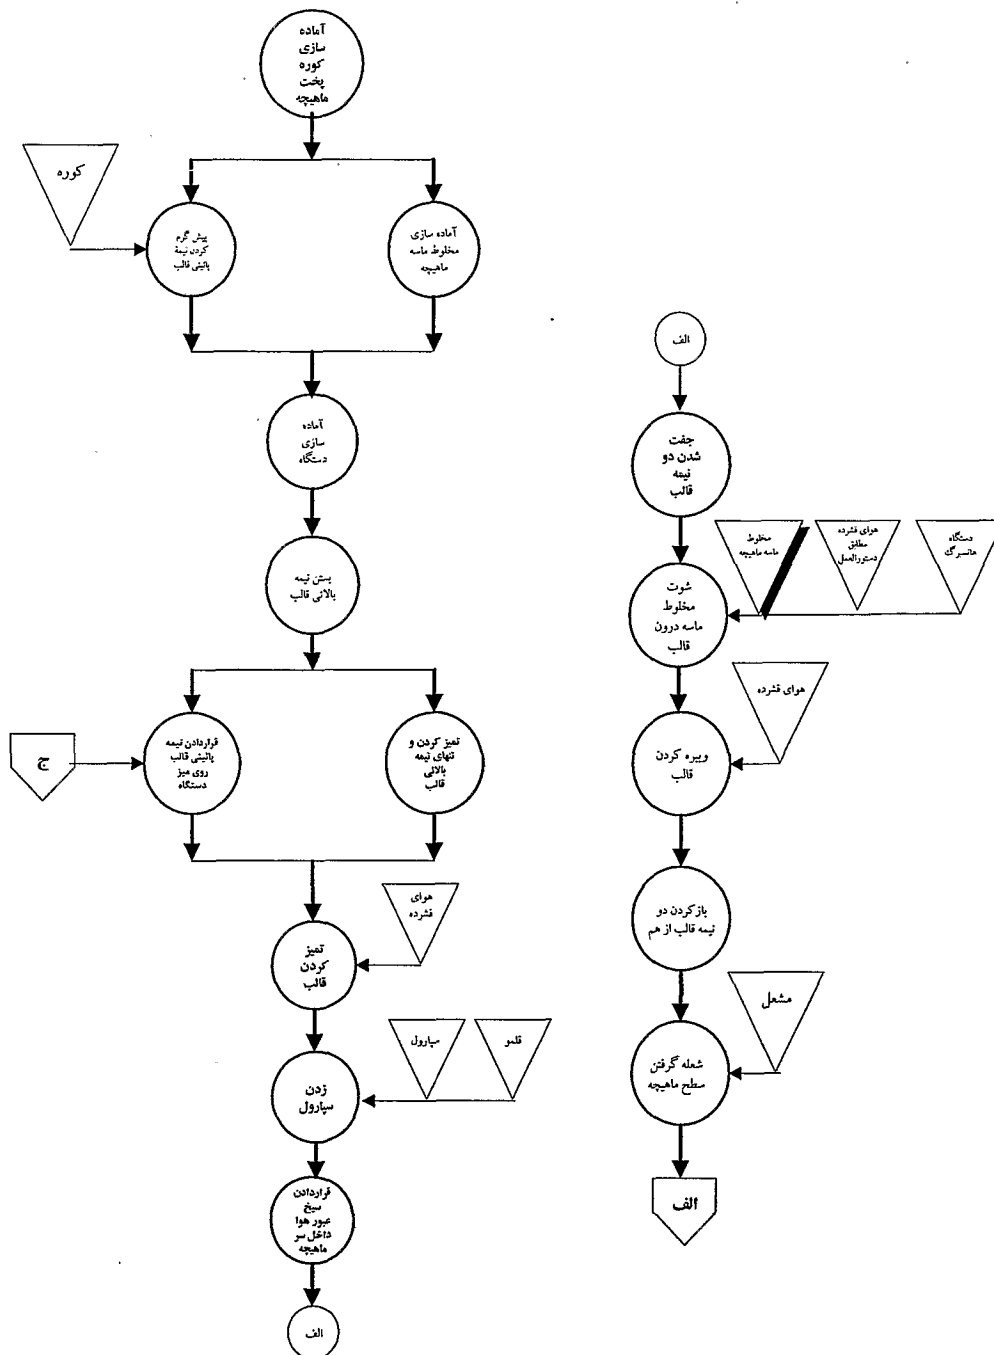 آماده
سازی
کوره
پخت
ماهیچه
کوره
پیش گرم
کردن نیمهٔ
پائینی قالب
آماده سازی
مخلوط ماسه
ماهیچه
آماده
سازی
دستگاه
بستن نیمه
بالائی قالب
ج
قراردادن نیمه
پائینی قالب
روی میز
دستگاه
تمیز کردن و
تنهای نیمه
بالائی
قالب
هوای
فشرده
تمیز
کردن
قالب
سپارول
قلمو
زدن
سپارول
قراردادن
سیخ
عبور هوا
داخل سر
ماهیچه
الف
الف
جفت
شدن دو
نیمه
قالب
مخلوط
ماسه ماهیچه
هوای فشرده
مطابق
دستورالعمل
دستگاه
هانسبرگ
شوت
مخلوط
ماسه درون
قالب
هوای فشرده
ویبره کردن
قالب
بازکردن دو
نیمه قالب از هم
مشعل
شعله گرفتن
سطح ماهیچه
الف